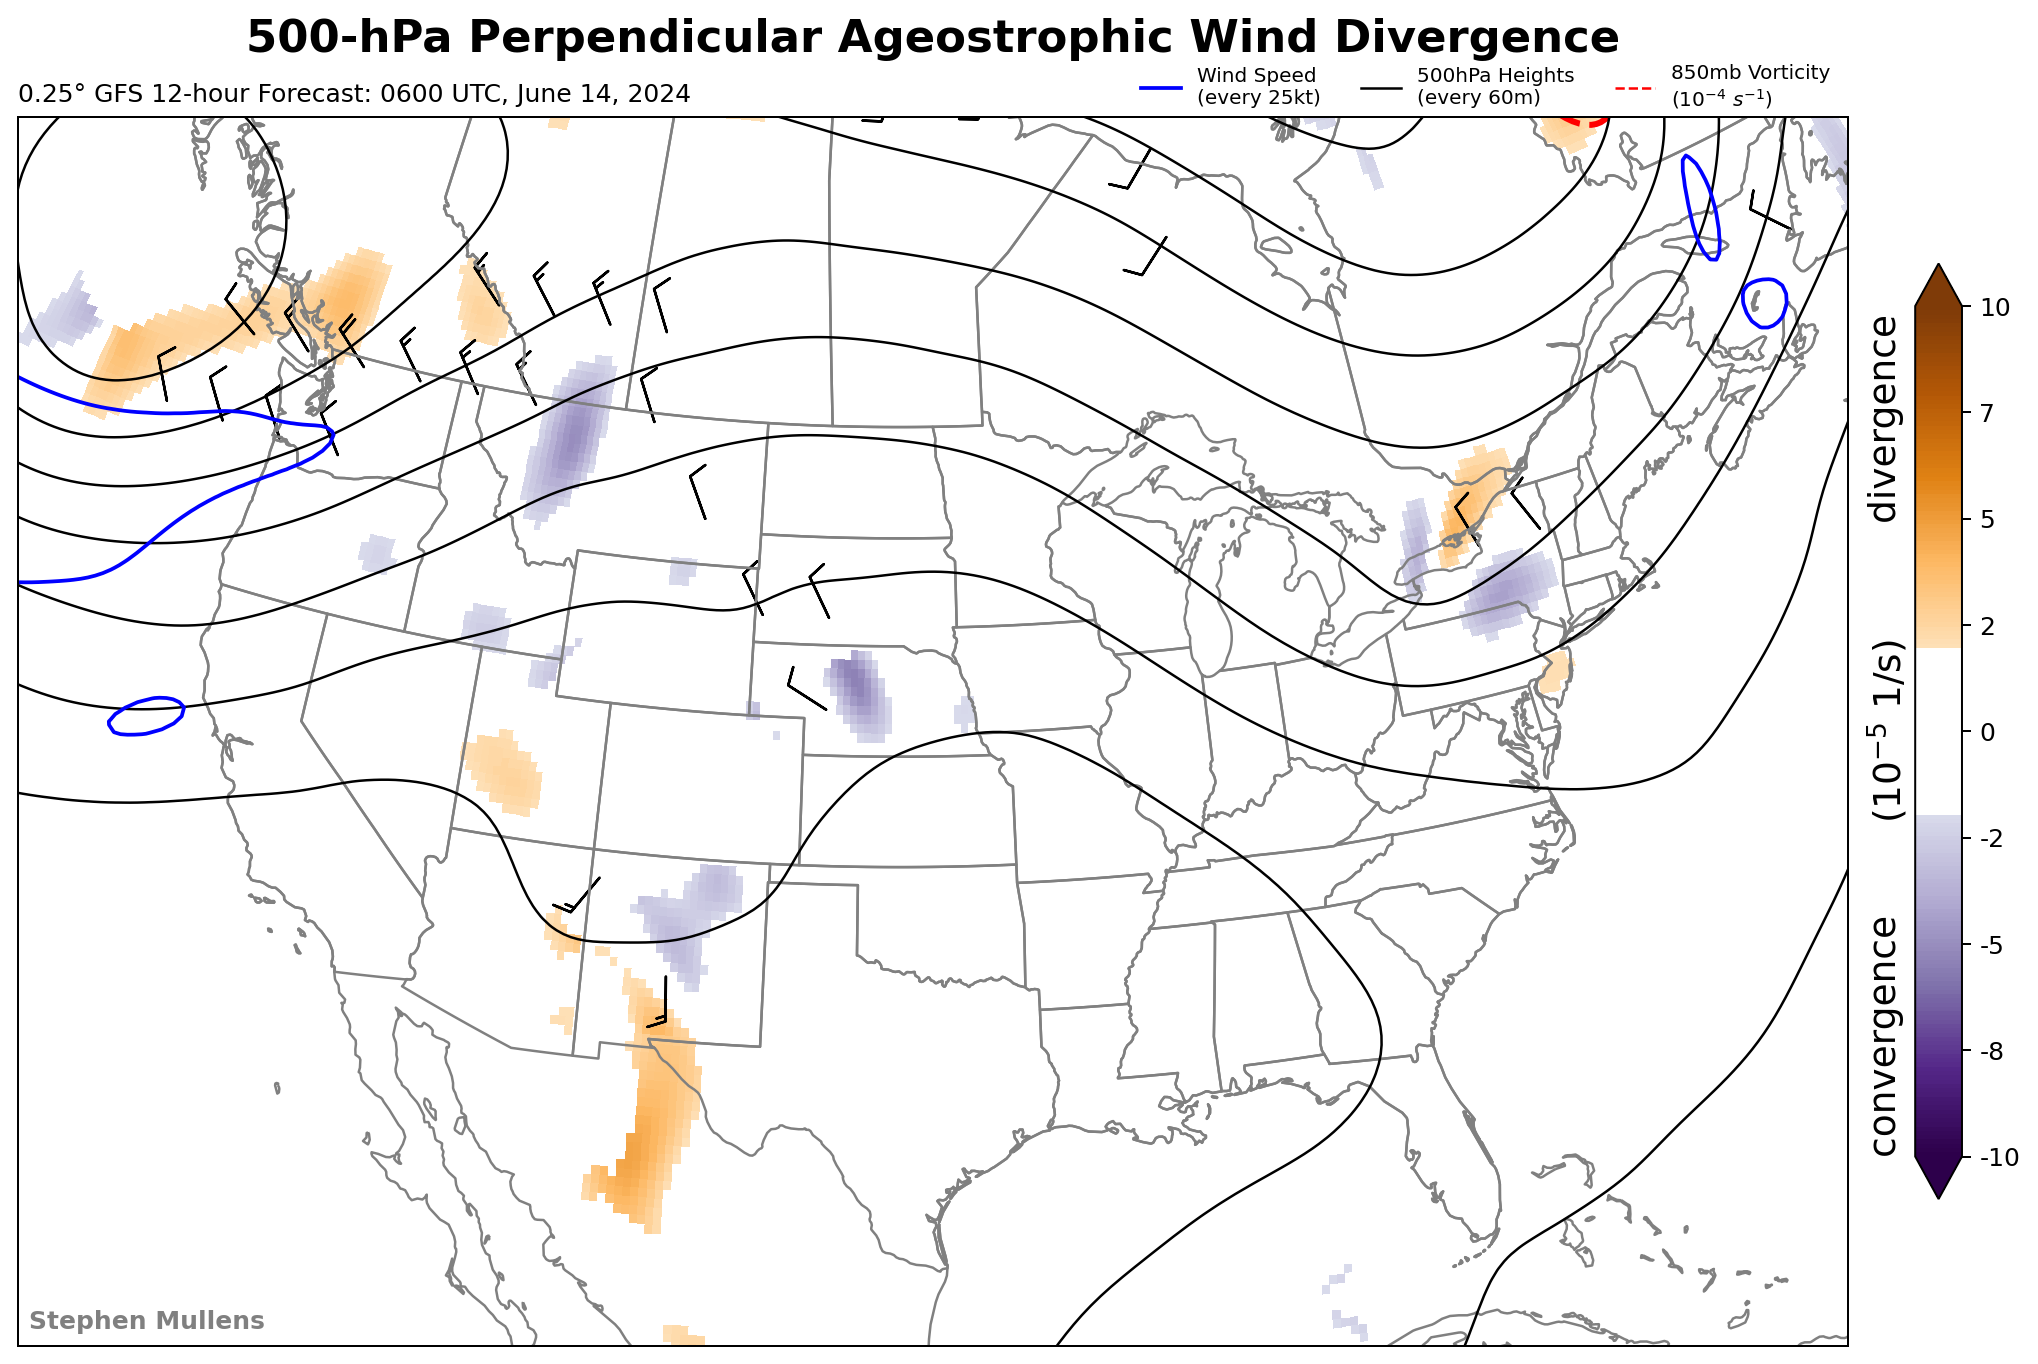 500-hPa Perpendicular Ageostrophic Wind Divergence
0.25° GFS 12-hour Forecast: 0600 UTC, June 14, 2024
Wind Speed
(every 25kt)
500hPa Heights
(every 60m)
850mb Vorticity
(10⁻⁴ s⁻¹)
10
7
5
2
0
-2
-5
-8
-10
convergence (10⁻⁵ 1/s) divergence
Stephen Mullens